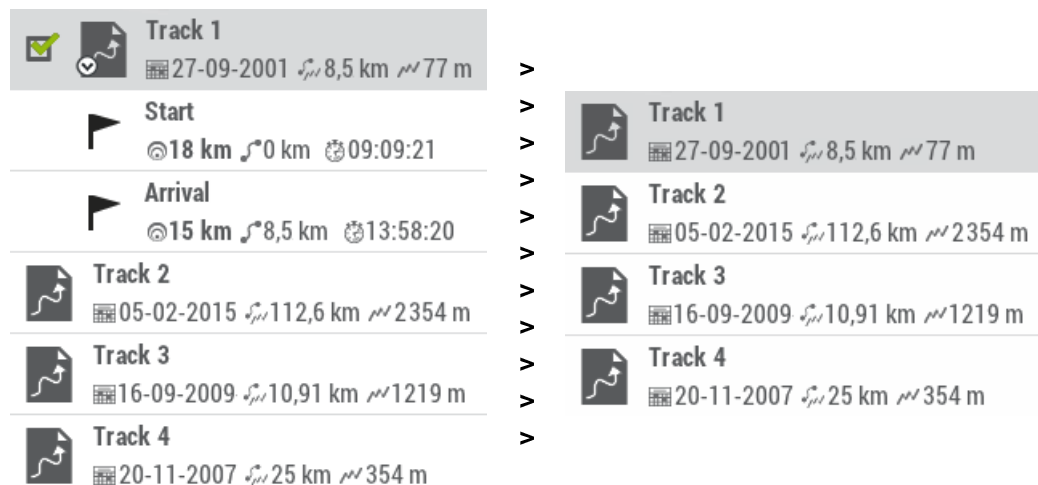 Track 1
27-09-2001 8,5 km 77 m
Start
18 km 0 km 09:09:21
Arrival
15 km 8,5 km 13:58:20
Track 2
05-02-2015 112,6 km 2354 m
Track 3
16-09-2009 10,91 km 1219 m
Track 4
20-11-2007 25 km 354 m
>
>
>
>
>
>
>
>
>
>
>
Track 1
27-09-2001 8,5 km 77 m
Track 2
05-02-2015 112,6 km 2354 m
Track 3
16-09-2009 10,91 km 1219 m
Track 4
20-11-2007 25 km 354 m